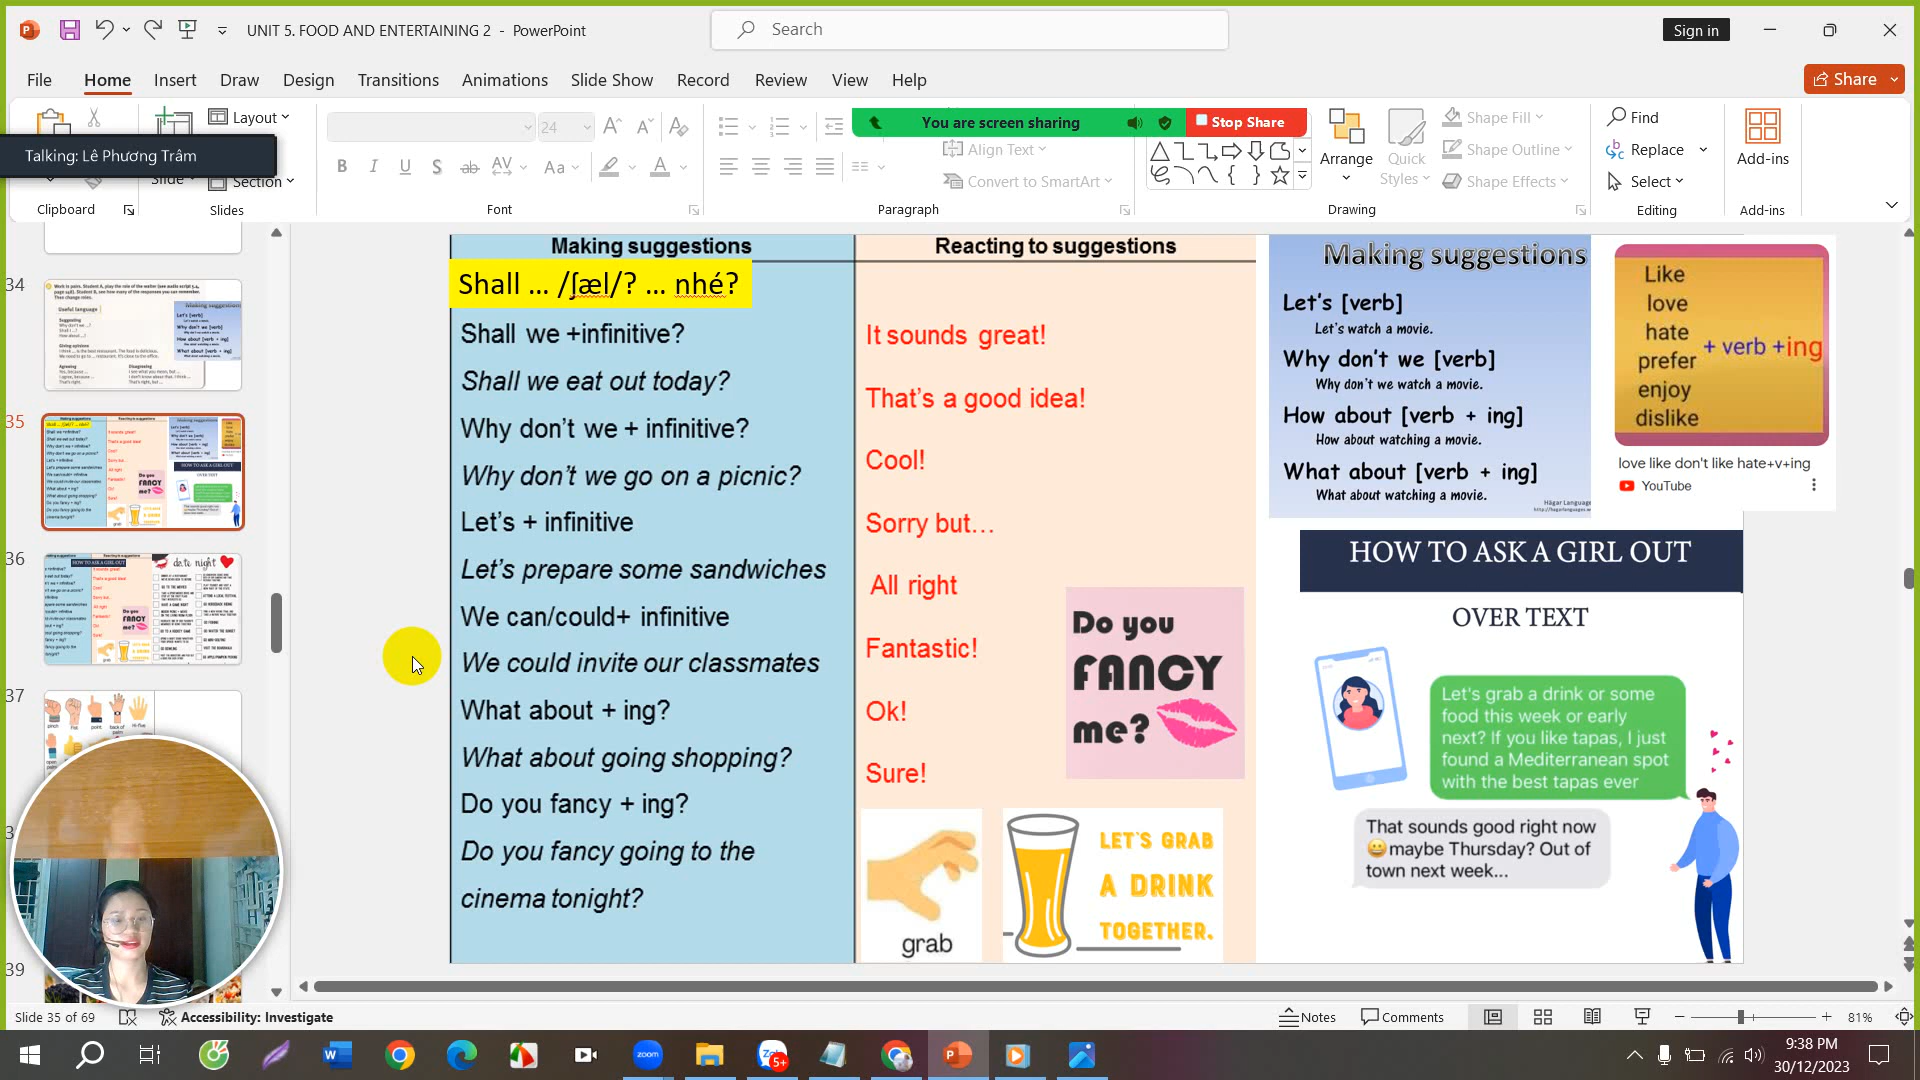 UNIT 5. FOOD AND ENTERTAINING 2 - PowerPoint
Search
Sign in
File Home Insert Draw Design Transitions Animations Slide Show Record Review View Help
Share
Layout
Section
Slide
Talking: Lê Phương Trâm
24
You are screen sharing
Stop Share
Align Text
Convert to SmartArt
Arrange
Quick
Styles
Shape Fill
Shape Outline
Shape Effects
Find
Replace
Select
Add-ins
Clipboard
Slides
Font
Paragraph
Drawing
Editing
Add-ins
34
35
36
37
39
Making suggestions
Shall ... /ʃæl/? ... nhé?
Shall we +infinitive?
Shall we eat out today?
Why don't we + infinitive?
Why don't we go on a picnic?
Let's + infinitive
Let's prepare some sandwiches
We can/could+ infinitive
We could invite our classmates
What about + ing?
What about going shopping?
Do you fancy + ing?
Do you fancy going to the
cinema tonight?
Reacting to suggestions
It sounds great!
That's a good idea!
Cool!
Sorry but...
All right
Fantastic!
Ok!
Sure!
Do you
FANCY
me?
grab
LET'S GRAB
A DRINK
TOGETHER.
Making suggestions
Let's [verb]
Let's watch a movie.
Why don't we [verb]
Why don't we watch a movie.
How about [verb + ing]
How about watching a movie.
What about [verb + ing]
What about watching a movie.
Like
love
hate
prefer
enjoy
dislike
+ verb +ing
love like don't like hate+v+ing
YouTube
HOW TO ASK A GIRL OUT
OVER TEXT
Let's grab a drink or some
food this week or early
next? If you like tapas, I just
found a Mediterranean spot
with the best tapas ever
That sounds good right now
😀maybe Thursday? Out of
town next week...
Slide 35 of 69
Accessibility: Investigate
Notes
Comments
81%
zoom
5+
9:38 PM
30/12/2023